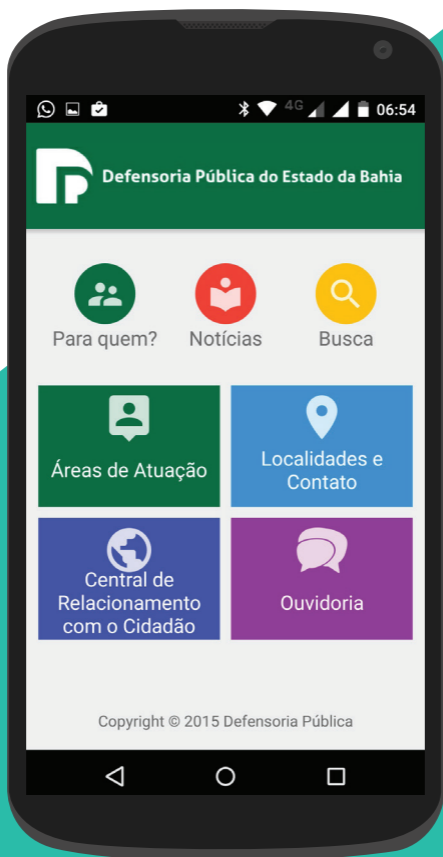 4G 06:54
Defensoria Pública do Estado da Bahia
Para quem? Notícias Busca
Áreas de Atuação
Localidades e
Contato
Central de
Relacionamento
com o Cidadão
Ouvidoria
Copyright © 2015 Defensoria Pública